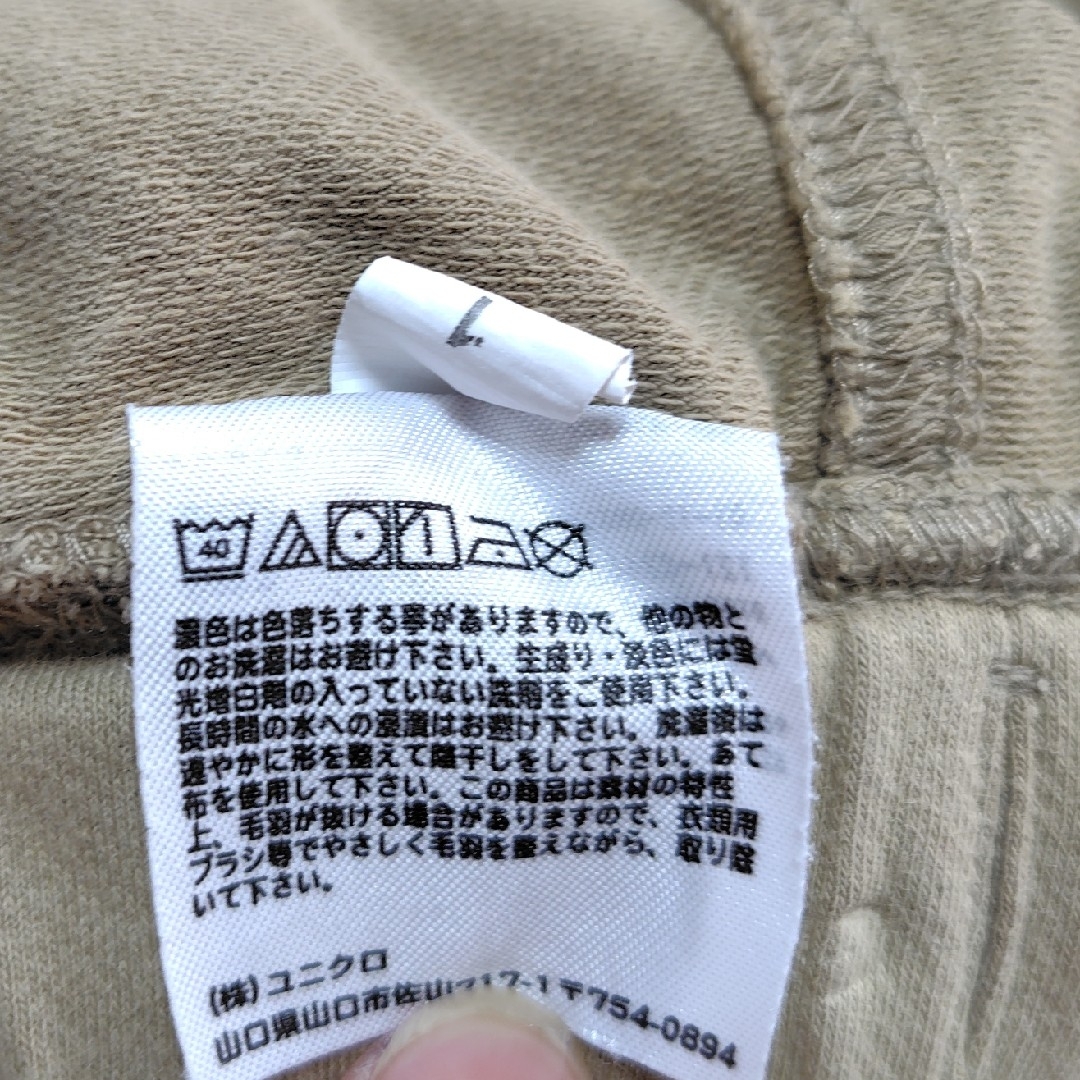 40
濃色は色落ちする事がありますので、他の物と
のお洗濯はお避け下さい。生成り・淡色には蛍
光増白剤の入っていない洗剤をご使用下さい。
長時間の水への浸漬はお避け下さい。洗濯後は
速やかに形を整えて陰干しをして下さい。あて
布を使用して下さい。この商品は素材の特性
上、毛羽が抜ける場合がありますので、衣類用
ブラシ等でやさしく毛羽を整えながら、取り除
いて下さい。
(株)ユニクロ
山口県山口市佐山717-1〒754-0894